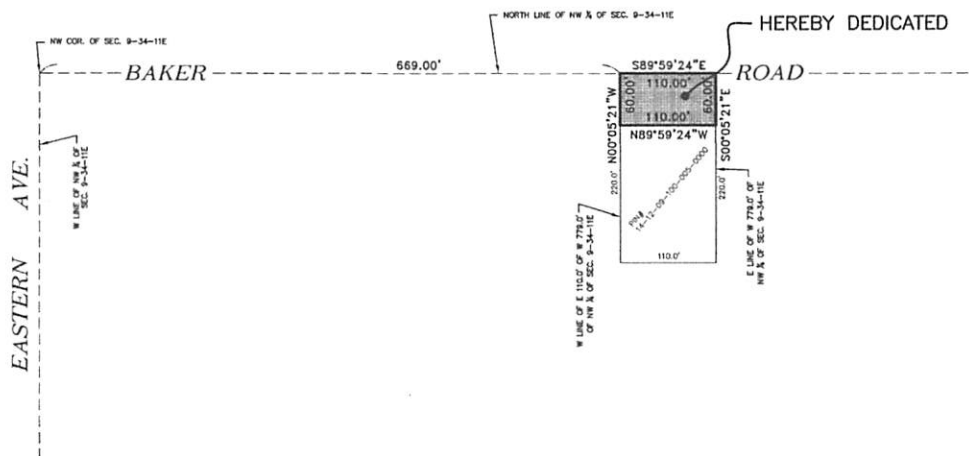 HEREBY DEDICATED
NORTH LINE OF NW ¼ OF SEC. 9-34-11E
NW COR. OF SEC. 9-34-11E
BAKER
669.00'
S89°59'24"E
ROAD
110.00'
60.00'
60.00'
110.00'
N00°05'21"W
S00°05'21"E
N89°59'24"W
W LINE OF NW ¼ OF
SEC. 9-34-11E
EASTERN AVE.
220.0'
220.0'
PIN#
14-12-09-100-005-0000
110.0'
W LINE OF E 110.0' OF W 779.0'
OF NW ¼ OF SEC. 9-34-11E
E LINE OF W 779.0' OF
NW ¼ OF SEC. 9-34-11E